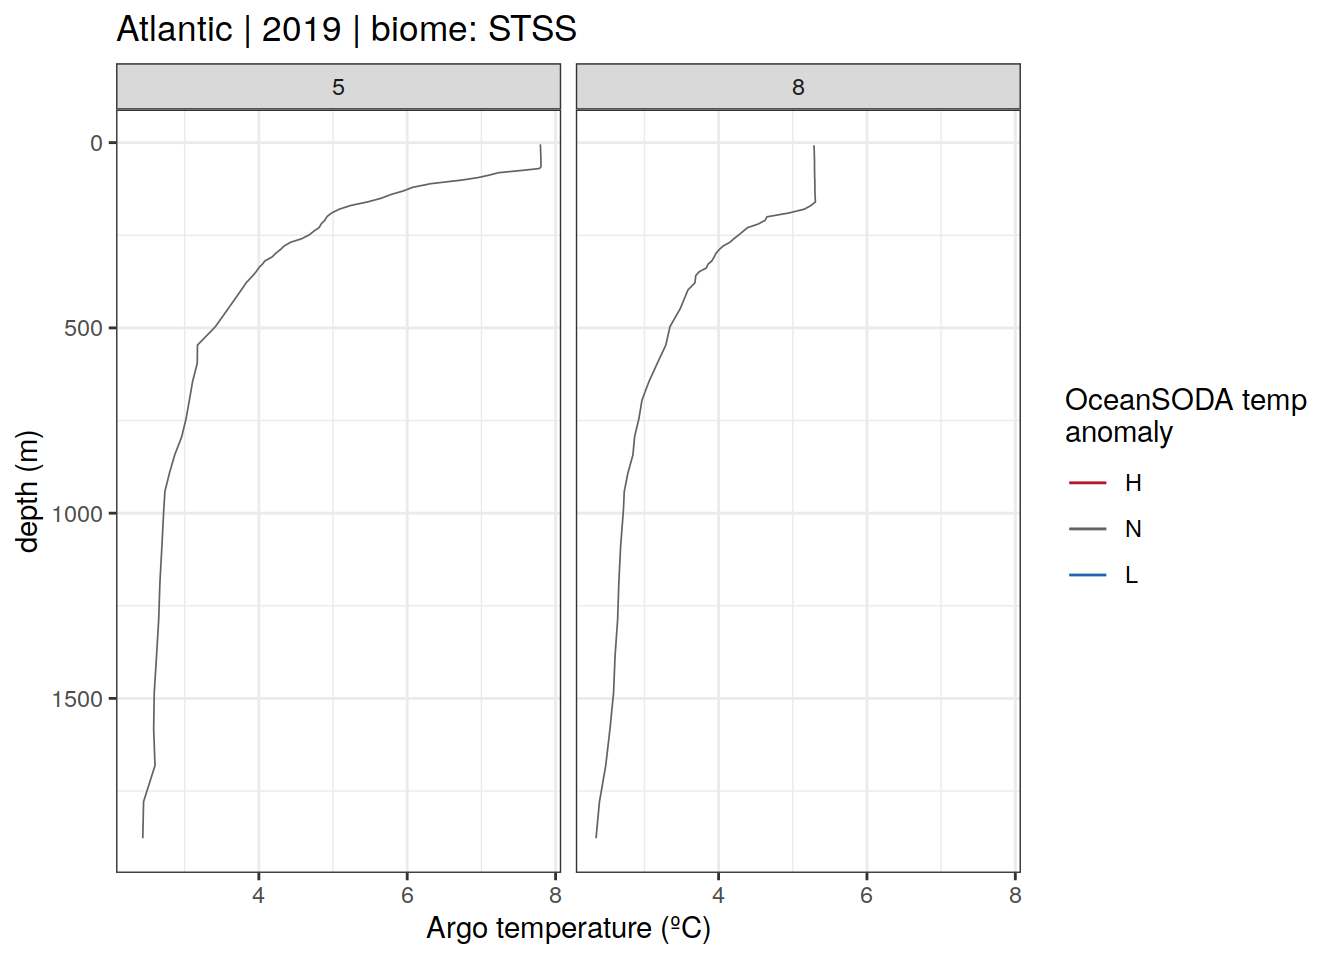 Atlantic | 2019 | biome: STSS
5
8
0
500
1000
1500
depth (m)
4
6
8
4
6
8
Argo temperature (ºC)
OceanSODA temp
anomaly
H
N
L